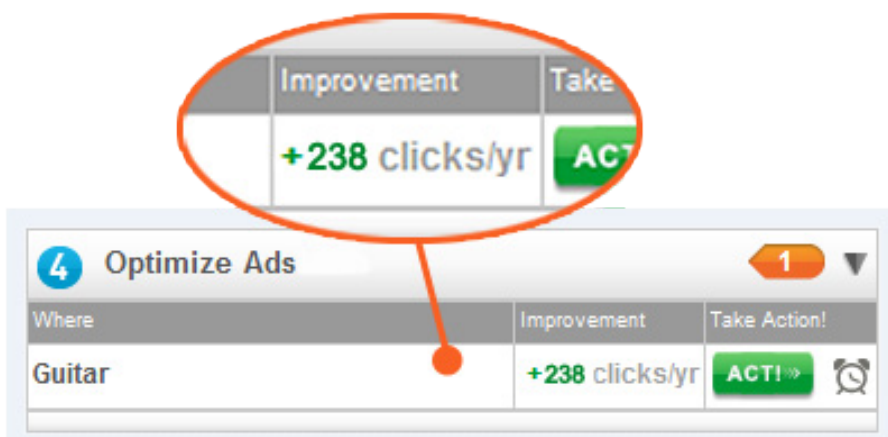 Improvement Take
+238 clicks/yr ACT
4 Optimize Ads 1
Where Improvement Take Action!
Guitar +238 clicks/yr ACT! »